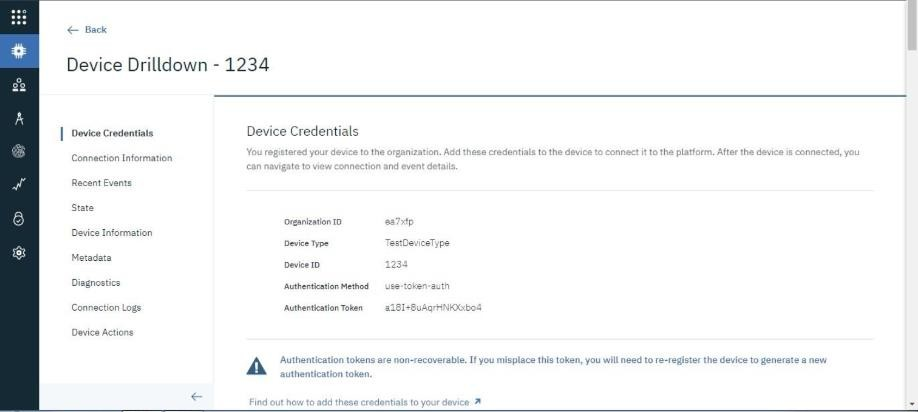 Back
Device Drilldown - 1234
Device Credentials
Connection Information
Recent Events
State
Device Information
Metadata
Diagnostics
Connection Logs
Device Actions
Device Credentials
You registered your device to the organization. Add these credentials to the device to connect it to the platform. After the device is connected, you
can navigate to view connection and event details.
Organization ID ea7xfp
Device Type TestDeviceType
Device ID 1234
Authentication Method use-token-auth
Authentication Token a18I+8uAqrHNKXxbo4
Authentication tokens are non-recoverable. If you misplace this token, you will need to re-register the device to generate a new
authentication token.
Find out how to add these credentials to your device